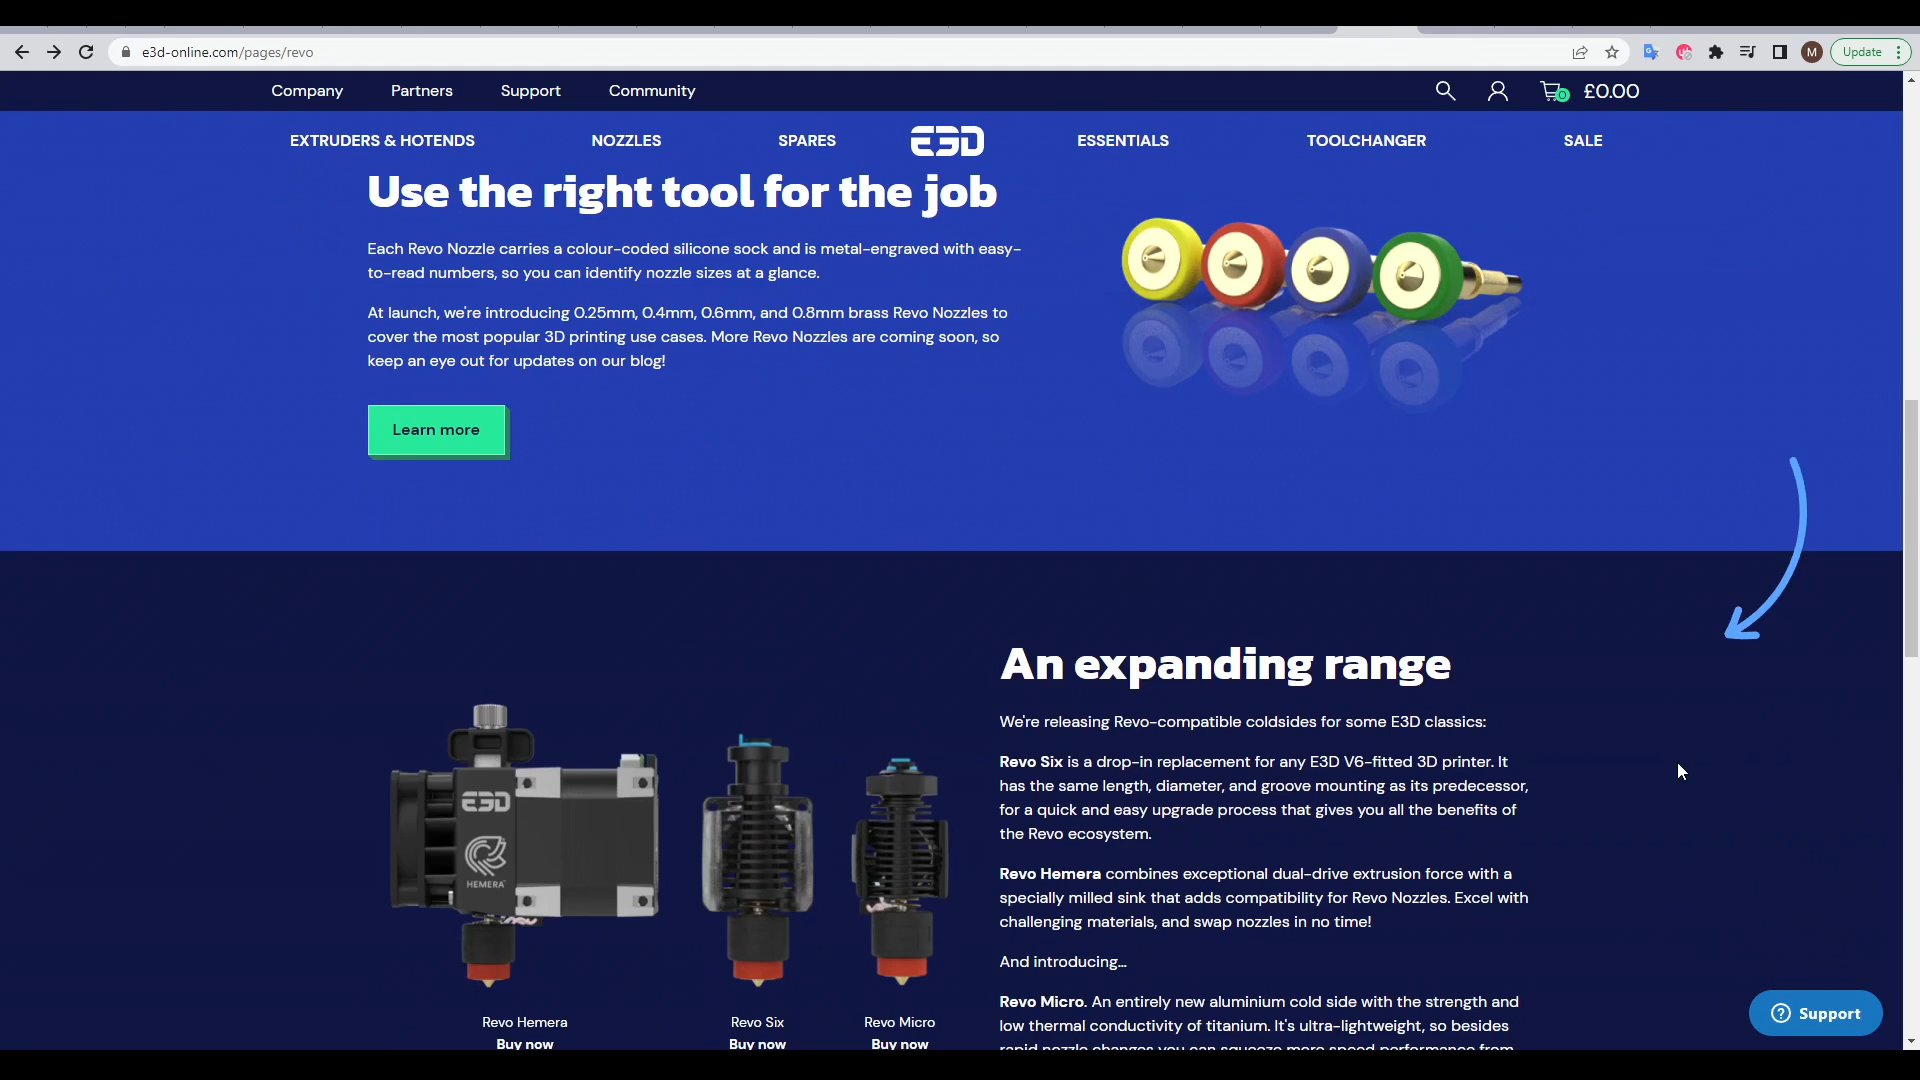 e3d-online.com/pages/revo
M
Update
Company
Partners
Support
Community
0
£0.00
EXTRUDERS & HOTENDS
NOZZLES
SPARES
E3D
ESSENTIALS
TOOLCHANGER
SALE
Use the right tool for the job
Each Revo Nozzle carries a colour-coded silicone sock and is metal-engraved with easy-
to-read numbers, so you can identify nozzle sizes at a glance.
At launch, we're introducing 0.25mm, 0.4mm, 0.6mm, and 0.8mm brass Revo Nozzles to
cover the most popular 3D printing use cases. More Revo Nozzles are coming soon, so
keep an eye out for updates on our blog!
Learn more
E3D
HEMERA
Revo Hemera
Buy now
Revo Six
Buy now
Revo Micro
Buy now
An expanding range
We're releasing Revo-compatible coldsides for some E3D classics:
Revo Six is a drop-in replacement for any E3D V6-fitted 3D printer. It
has the same length, diameter, and groove mounting as its predecessor,
for a quick and easy upgrade process that gives you all the benefits of
the Revo ecosystem.
Revo Hemera combines exceptional dual-drive extrusion force with a
specially milled sink that adds compatibility for Revo Nozzles. Excel with
challenging materials, and swap nozzles in no time!
And introducing...
Revo Micro. An entirely new aluminium cold side with the strength and
low thermal conductivity of titanium. It's ultra-lightweight, so besides
rapid nozzle changes you can squeeze more speed performance from
Support